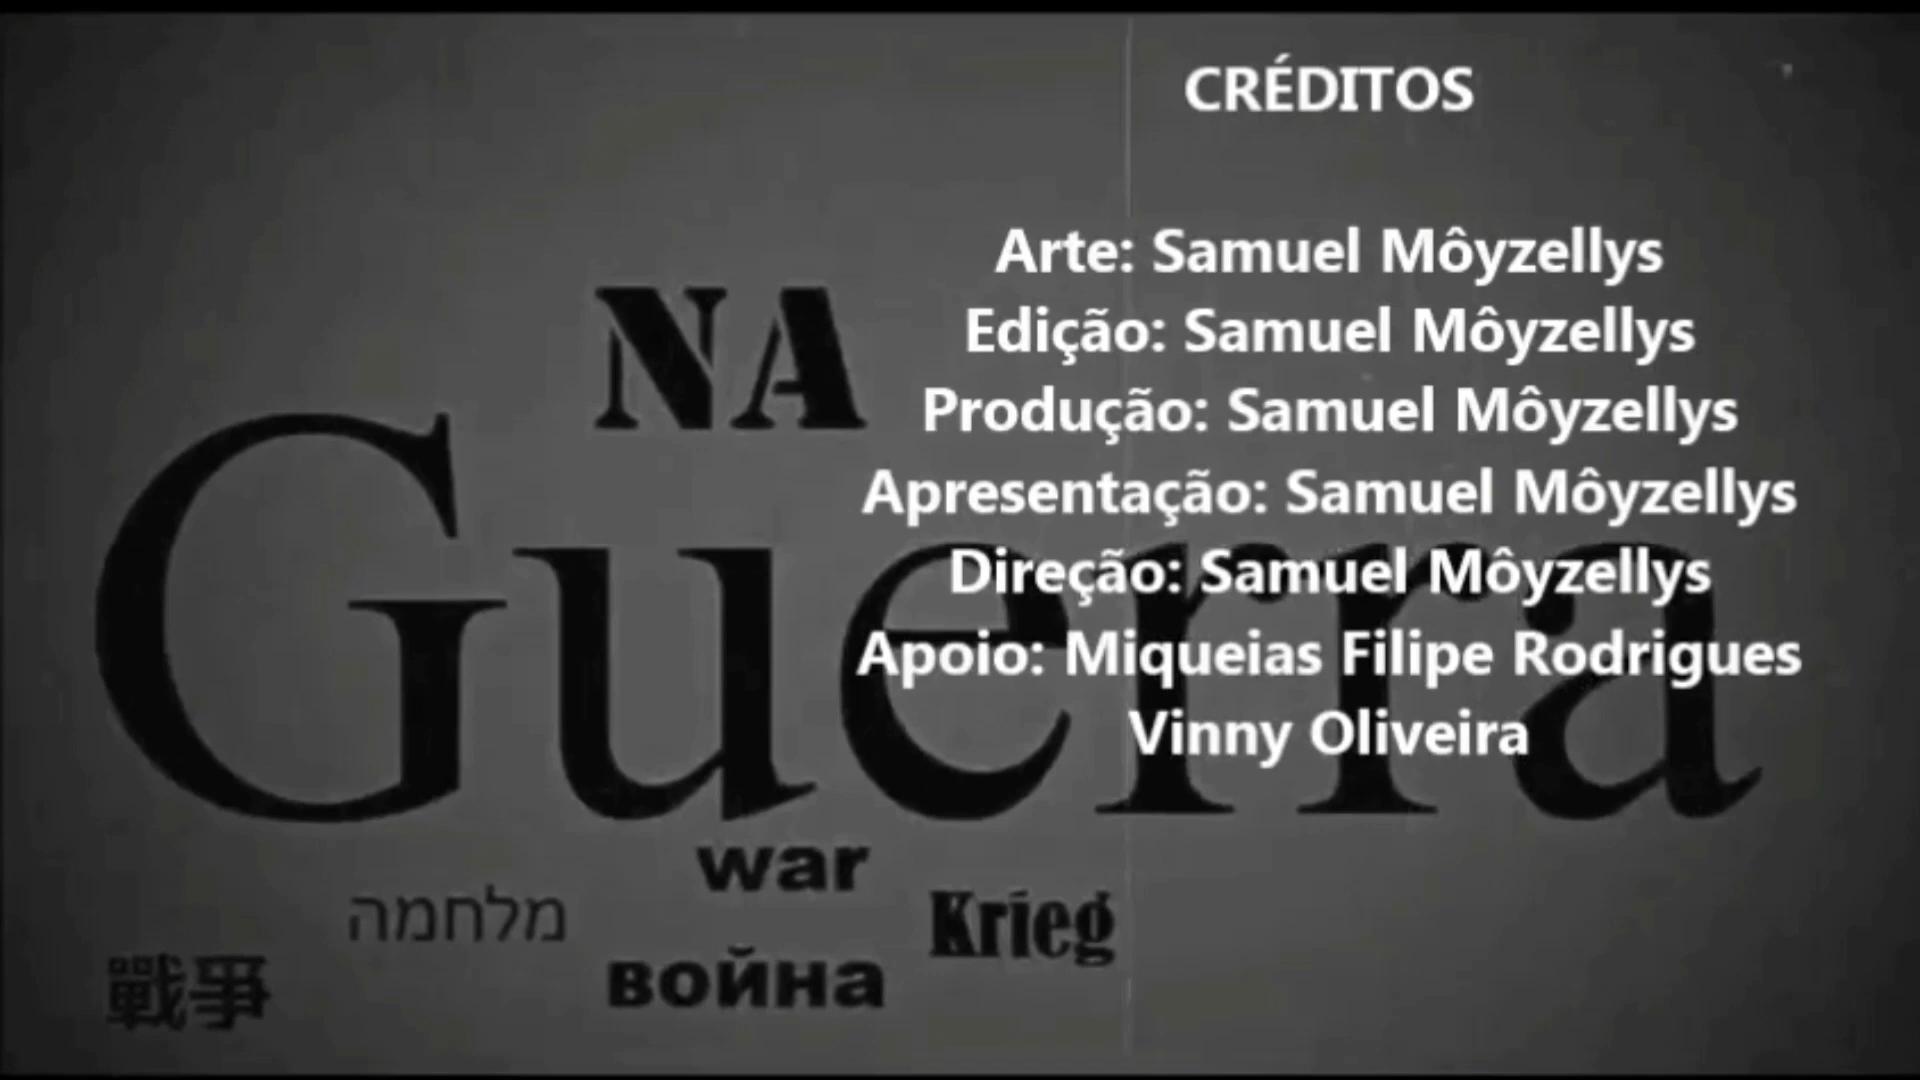 CRÉDITOS
Arte: Samuel Môyzellys
Edição: Samuel Môyzellys
Produção: Samuel Môyzellys
Apresentação: Samuel Môyzellys
Direção: Samuel Môyzellys
Apoio: Miqueias Filipe Rodrigues
Vinny Oliveira
NA
Guerra
war
מלחמה
Krieg
война
戰爭